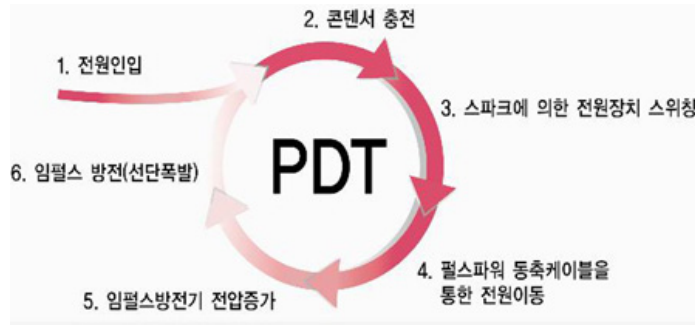 1. 전원인입
2. 콘덴서 충전
3. 스파크에 의한 전원장치 스위칭
4. 펄스파워 동축케이블을
통한 전원이동
5. 임펄스방전기 전압증가
6. 임펄스 방전(선단폭발)
PDT